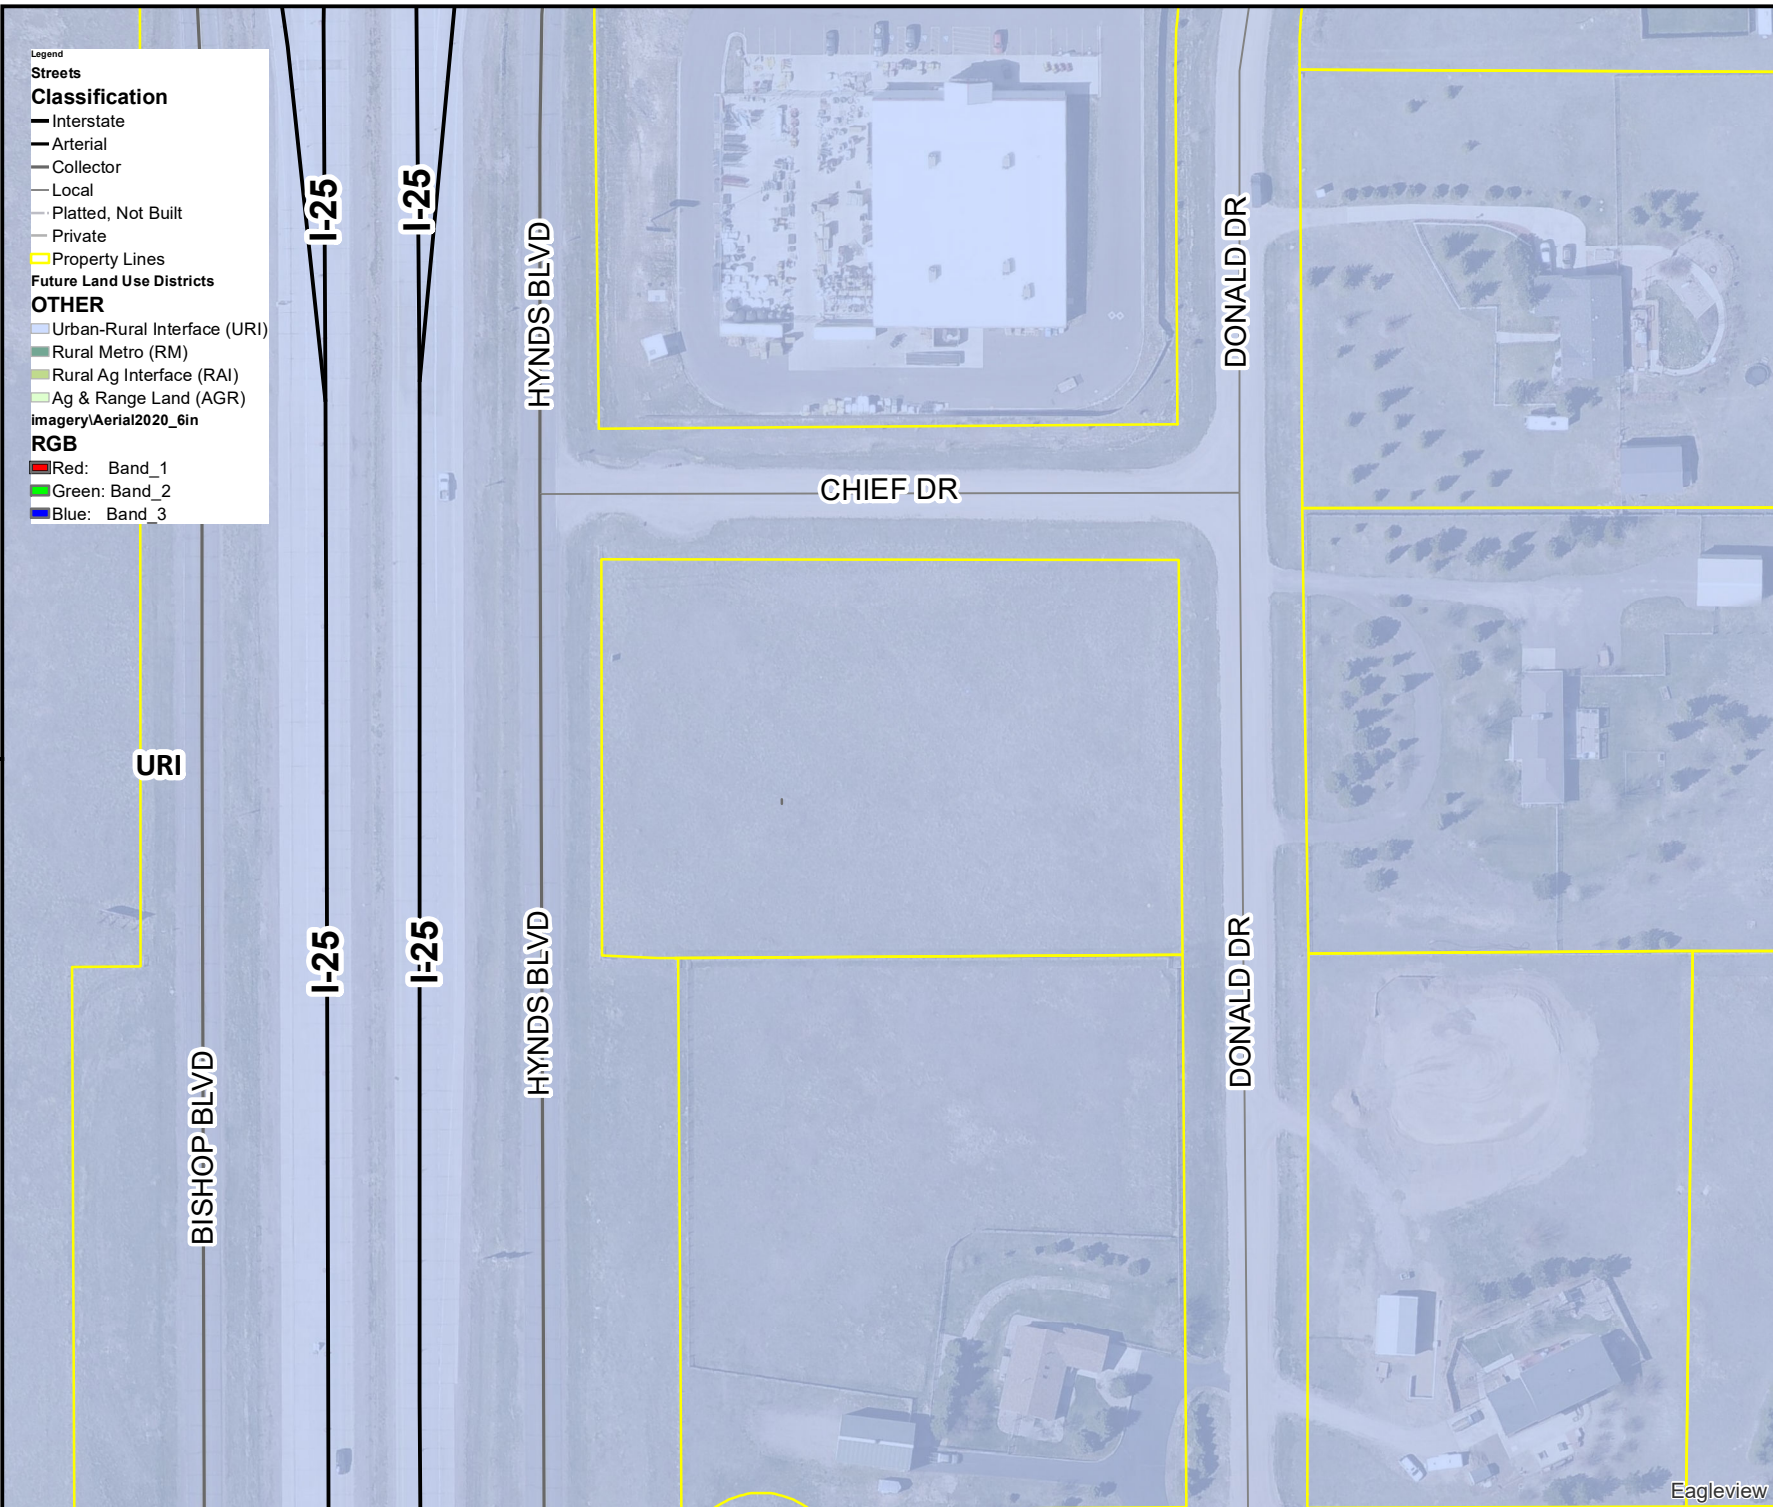 Legend
Streets
Classification
Interstate
Arterial
Collector
Local
Platted, Not Built
Private
Property Lines
Future Land Use Districts
OTHER
Urban-Rural Interface (URI)
Rural Metro (RM)
Rural Ag Interface (RAI)
Ag & Range Land (AGR)
imagery\Aerial2020_6in
RGB
Red: Band_1
Green: Band_2
Blue: Band_3
I-25
I-25
HYNDS BLVD
DONALD DR
CHIEF DR
URI
I-25
I-25
HYNDS BLVD
DONALD DR
BISHOP BLVD
Eagleview